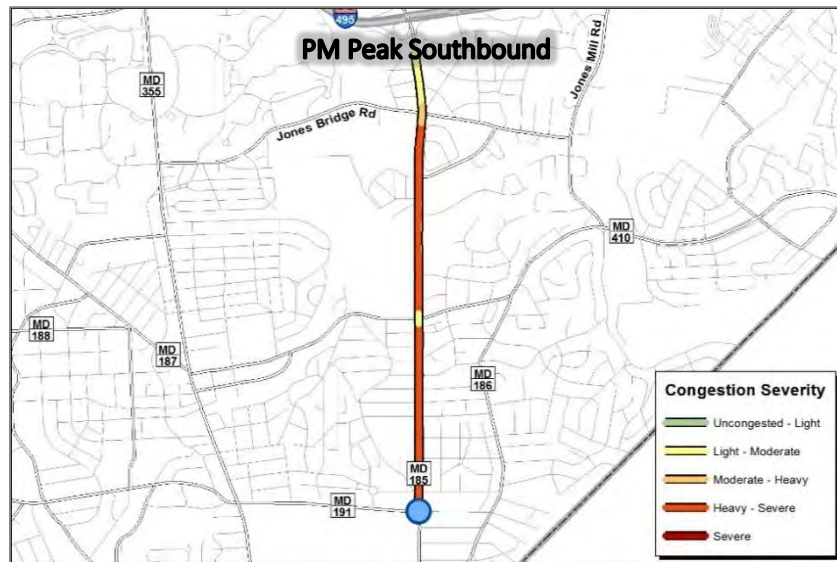 495
PM Peak Southbound
MD
355
Jones Mill Rd
Jones Bridge Rd
MD
410
MD
188
MD
187
MD
186
MD
185
MD
191
Congestion Severity
Uncongested - Light
Light - Moderate
Moderate - Heavy
Heavy - Severe
Severe